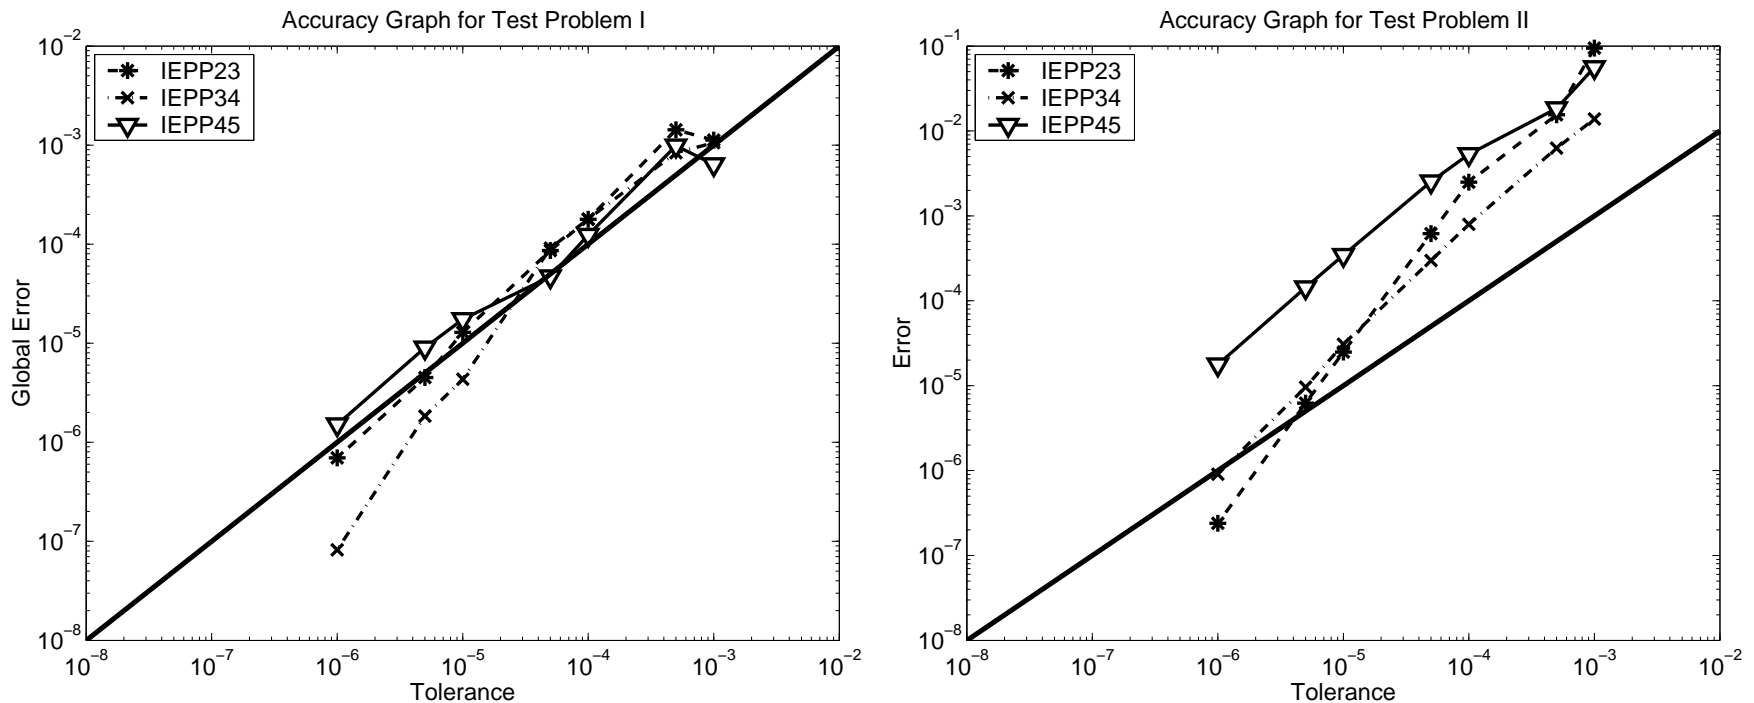 Accuracy Graph for Test Problem I
10^−2
10^−3
10^−4
10^−5
10^−6
10^−7
10^−8
Global Error
IEPP23
IEPP34
IEPP45
10^−8 10^−7 10^−6 10^−5 10^−4 10^−3 10^−2
Tolerance
Accuracy Graph for Test Problem II
10^−1
10^−2
10^−3
10^−4
10^−5
10^−6
10^−7
10^−8
Error
IEPP23
IEPP34
IEPP45
10^−8 10^−7 10^−6 10^−5 10^−4 10^−3 10^−2
Tolerance